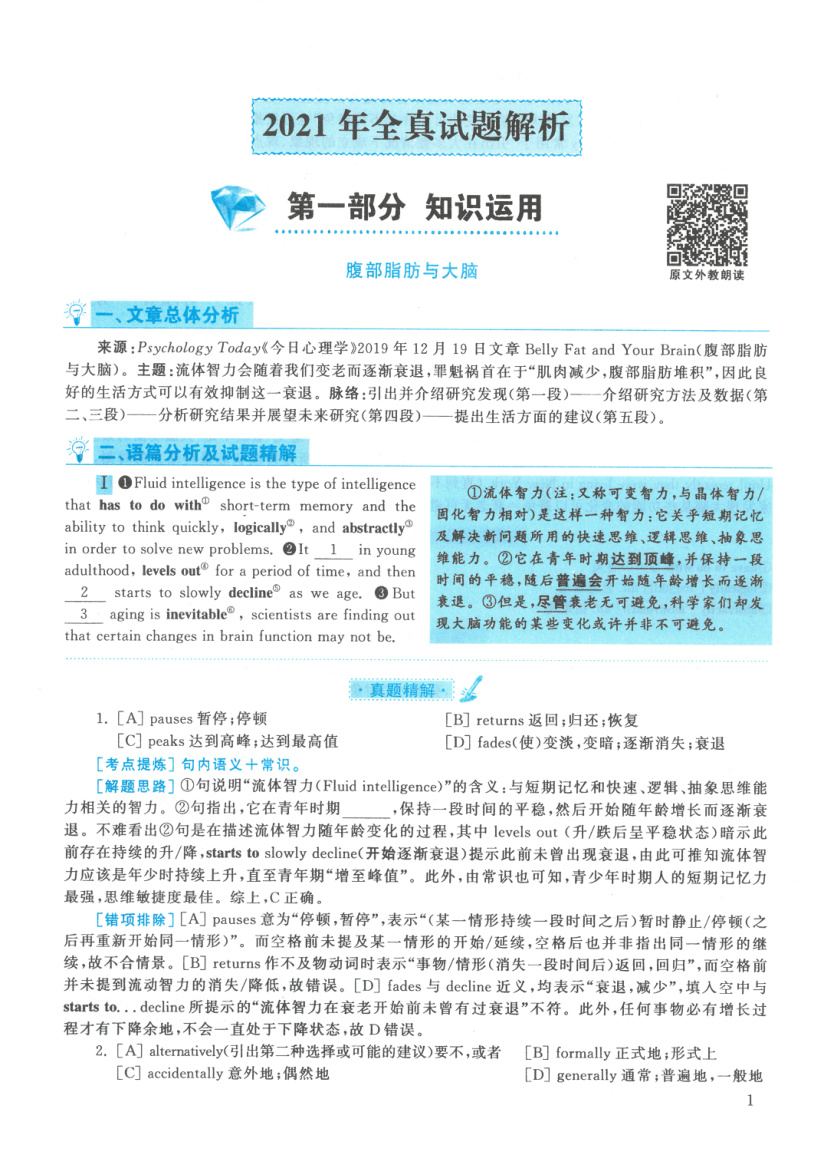 2021 年全真试题解析
第一部分 知识运用
原文外教朗读
腹部脂肪与大脑
一、文章总体分析
来源:Psychology Today《今日心理学》2019 年 12 月 19 日文章 Belly Fat and Your Brain(腹部脂肪
与大脑)。主题:流体智力会随着我们变老而逐渐衰退,罪魁祸首在于“肌肉减少,腹部脂肪堆积”,因此良
好的生活方式可以有效抑制这一衰退。脉络:引出并介绍研究发现(第一段)——介绍研究方法及数据(第
二、三段)——分析研究结果并展望未来研究(第四段)——提出生活方面的建议(第五段)。
二、语篇分析及试题精解
Ⅰ ❶Fluid intelligence is the type of intelligence
that has to do with① short-term memory and the
ability to think quickly, logically②, and abstractly③
in order to solve new problems. ❷It 1 in young
adulthood, levels out④ for a period of time, and then
2 starts to slowly decline⑤ as we age. ❸But
3 aging is inevitable⑥, scientists are finding out
that certain changes in brain function may not be.
①流体智力(注:又称可变智力,与晶体智力/
固化智力相对)是这样一种智力:它关乎短期记忆
及解决新问题所用的快速思维、逻辑思维、抽象思
维能力。②它在青年时期达到顶峰,并保持一段
时间的平稳,随后普遍会开始随年龄增长而逐渐
衰退。③但是,尽管衰老无可避免,科学家们却发
现大脑功能的某些变化或许并非不可避免。
·真题精解·
1. [A] pauses 暂停;停顿 [B] returns 返回;归还;恢复
[C] peaks 达到高峰;达到最高值 [D] fades(使)变淡,变暗;逐渐消失;衰退
[考点提炼] 句内语义+常识。
[解题思路] ①句说明“流体智力(Fluid intelligence)”的含义:与短期记忆和快速、逻辑、抽象思维能
力相关的智力。②句指出,它在青年时期____,保持一段时间的平稳,然后开始随年龄增长而逐渐衰
退。不难看出②句是在描述流体智力随年龄变化的过程,其中 levels out (升/跌后呈平稳状态)暗示此
前存在持续的升/降,starts to slowly decline(开始逐渐衰退)提示此前未曾出现衰退,由此可推知流体智
力应该是年少时持续上升,直至青年期“增至峰值”。此外,由常识也可知,青少年时期人的短期记忆力
最强,思维敏捷度最佳。综上,C 正确。
[错项排除] [A] pauses 意为“停顿,暂停”,表示“(某一情形持续一段时间之后)暂时静止/停顿(之
后再重新开始同一情形)”。而空格前未提及某一情形的开始/延续,空格后也并非指出同一情形的继
续,故不合情景。[B] returns 作不及物动词时表示“事物/情形(消失一段时间后)返回,回归”,而空格前
并未提到流动智力的消失/降低,故错误。[D] fades 与 decline 近义,均表示“衰退,减少”,填入空中与
starts to... decline 所提示的“流体智力在衰老开始前未曾有过衰退”不符。此外,任何事物必有增长过
程才有下降余地,不会一直处于下降状态,故 D 错误。
2. [A] alternatively(引出第二种选择或可能的建议)要不,或者 [B] formally 正式地;形式上
[C] accidentally 意外地;偶然地 [D] generally 通常;普遍地,一般地
1